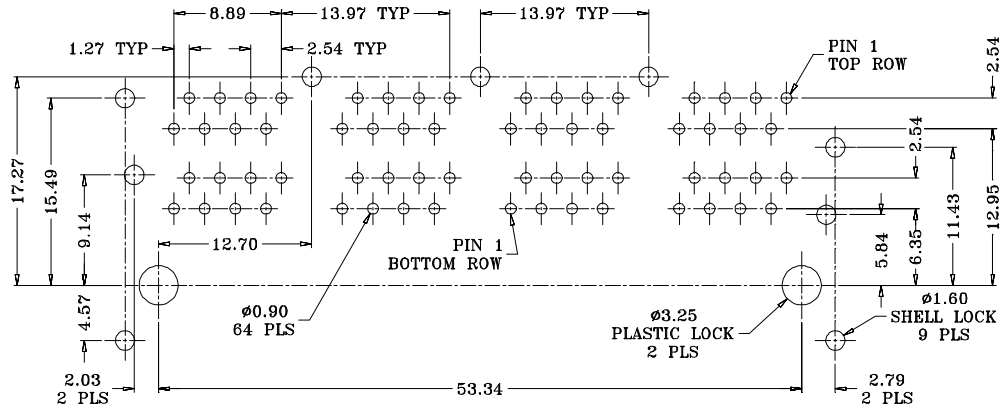 8.89
13.97 TYP
13.97 TYP
1.27 TYP
2.54 TYP
PIN 1
TOP ROW
2.54
17.27
15.49
9.14
4.57
2.54
12.95
11.43
6.35
5.84
12.70
PIN 1
BOTTOM ROW
ø0.90
64 PLS
ø3.25
PLASTIC LOCK
2 PLS
ø1.60
SHELL LOCK
9 PLS
2.03
2 PLS
53.34
2.79
2 PLS